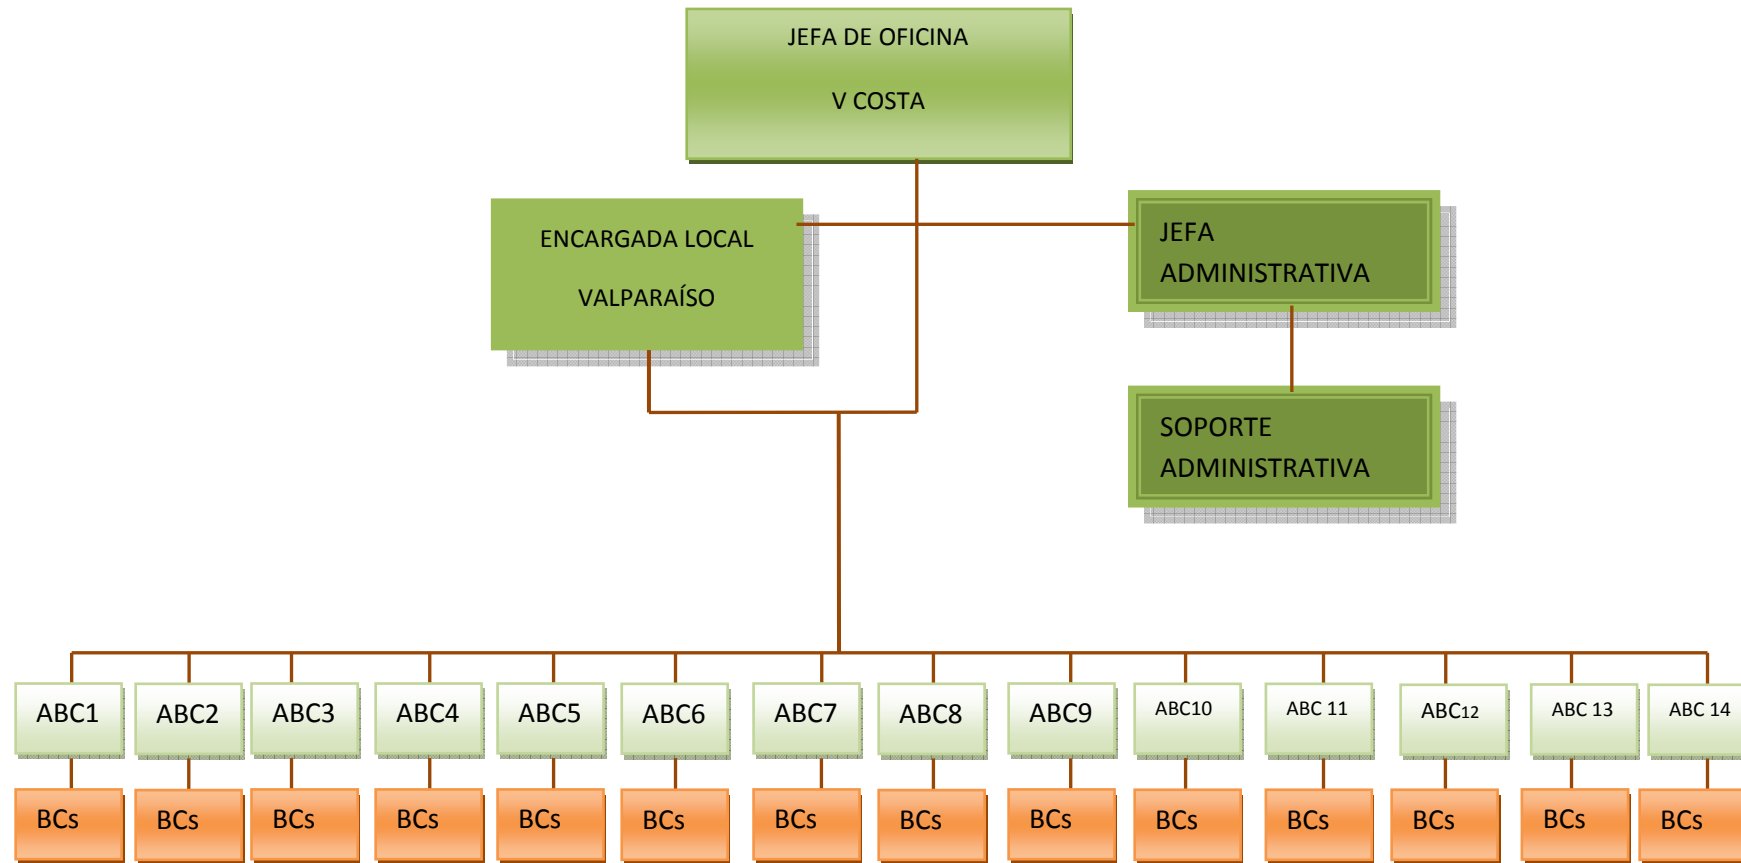 JEFA DE OFICINA
V COSTA
ENCARGADA LOCAL
VALPARAÍSO
JEFA
ADMINISTRATIVA
SOPORTE
ADMINISTRATIVA
ABC1
ABC2
ABC3
ABC4
ABC5
ABC6
ABC7
ABC8
ABC9
ABC10
ABC 11
ABC12
ABC 13
ABC 14
BCs
BCs
BCs
BCs
BCs
BCs
BCs
BCs
BCs
BCs
BCs
BCs
BCs
BCs